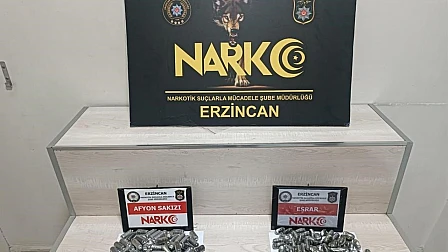 NARKO
NARKOTİK SUÇLARLA MÜCADELE ŞUBE MÜDÜRLÜĞÜ
ERZİNCAN
ERZİNCAN
AFYON SAKIZI
NARKO
ERZİNCAN
ESRAR
NARKO